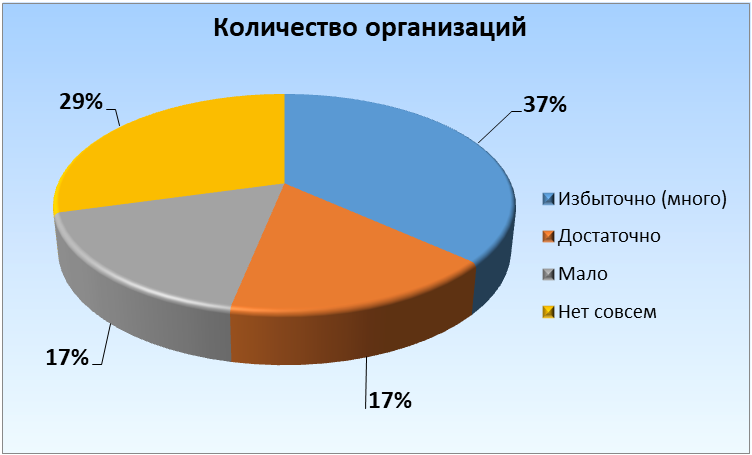 Количество организаций
29%
37%
17%
17%
Избыточно (много)
Достаточно
Мало
Нет совсем